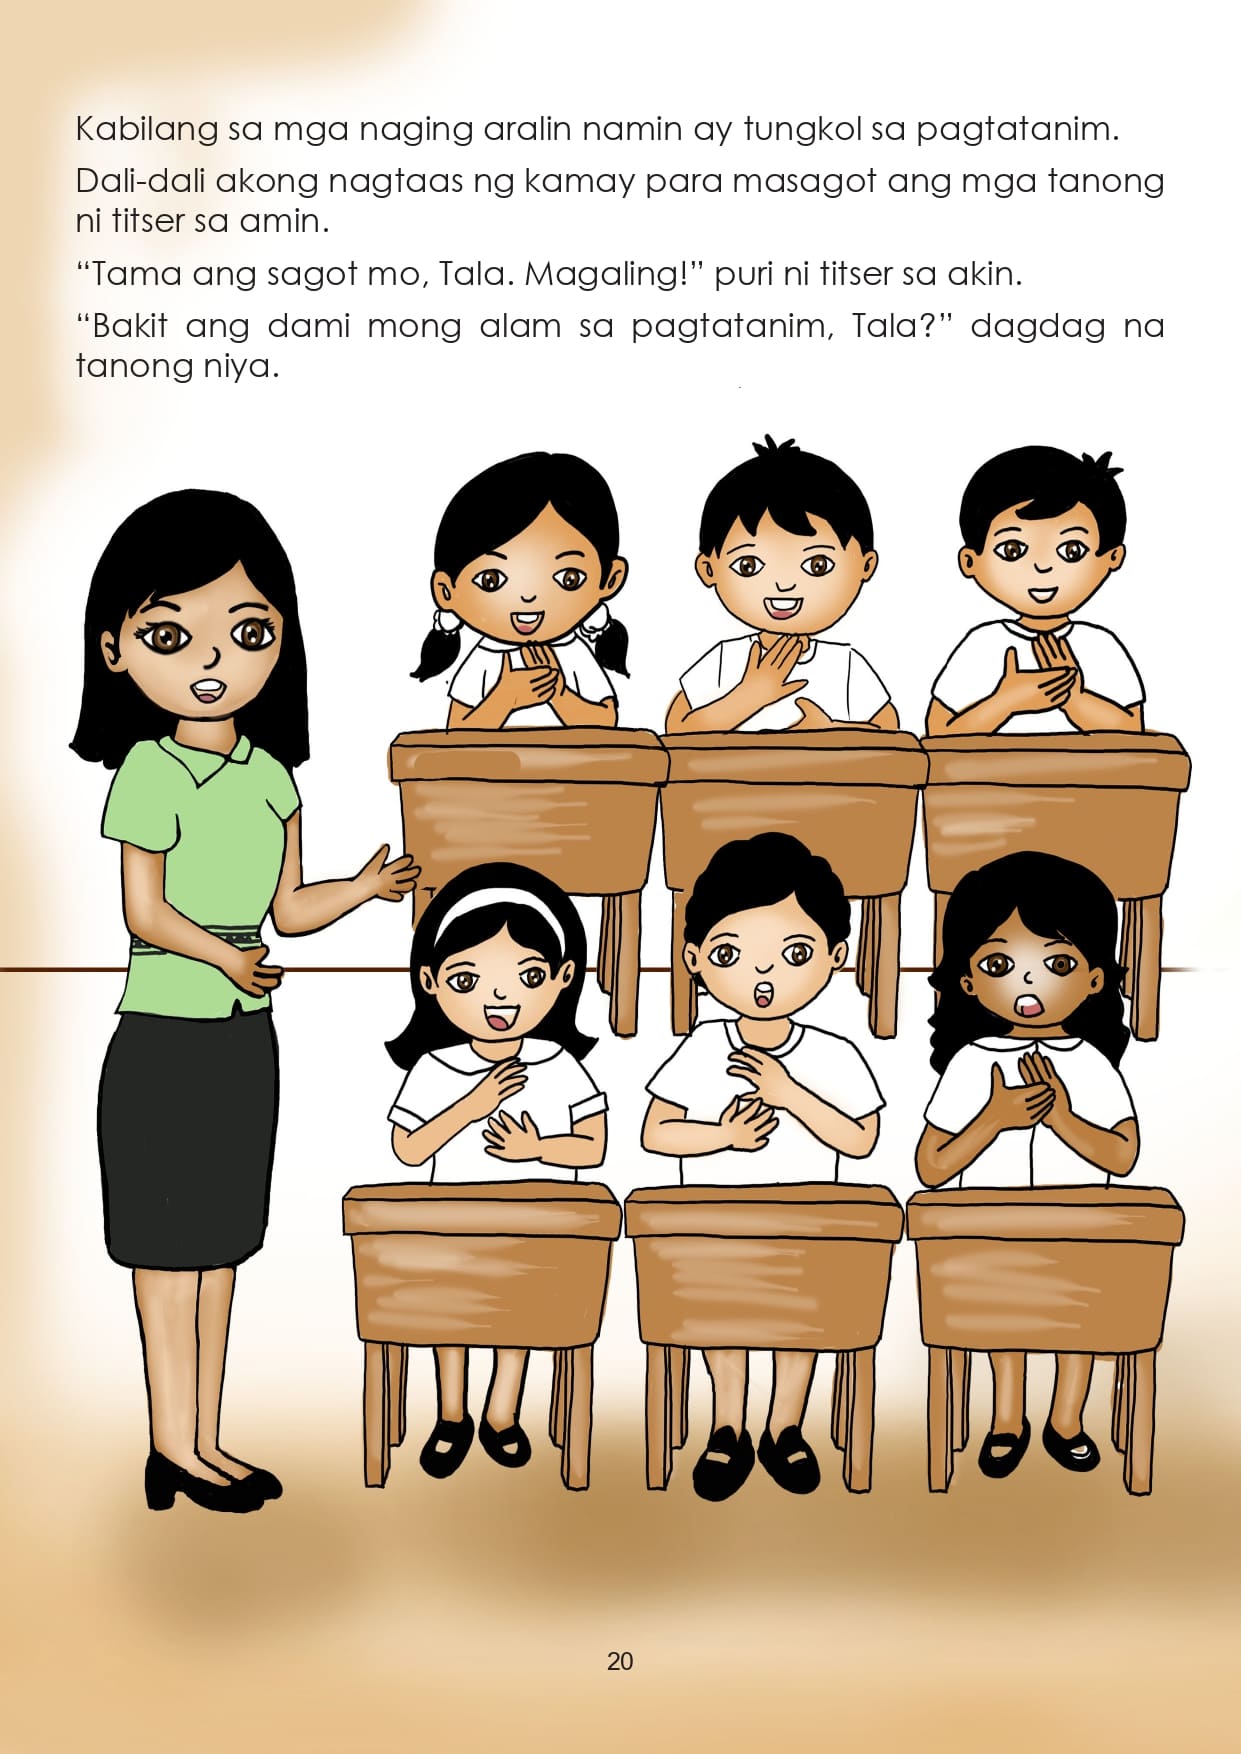 Kabilang sa mga naging aralin namin ay tungkol sa pagtatanim.
Dali-dali akong nagtaas ng kamay para masagot ang mga tanong
ni titser sa amin.
“Tama ang sagot mo, Tala. Magaling!” puri ni titser sa akin.
“Bakit ang dami mong alam sa pagtatanim, Tala?” dagdag na
tanong niya.
20